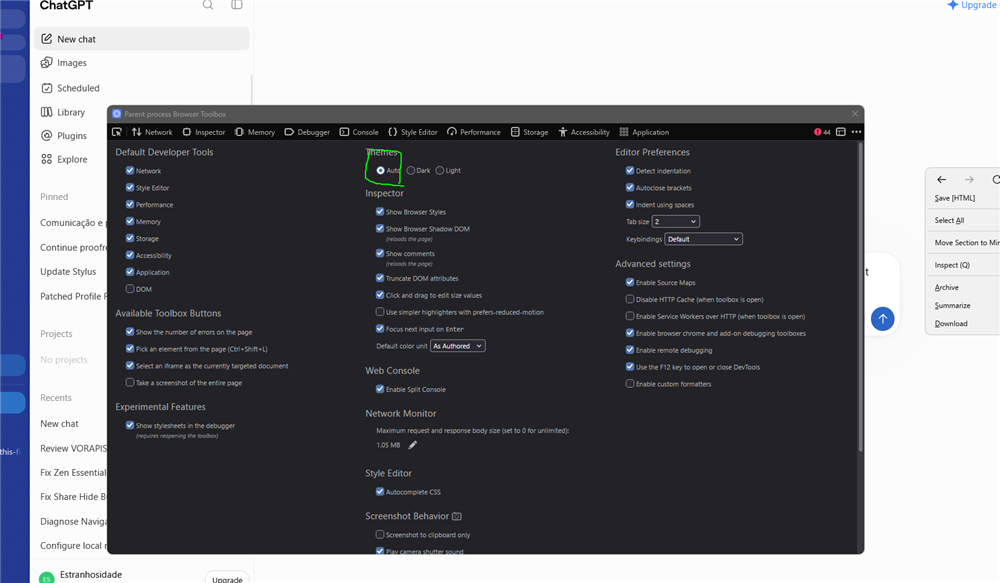 ChatGPT
Upgrade
New chat
Images
Scheduled
Library
Plugins
Explore
Pinned
Comunicação e
Continue proofre
Update Stylus
Patched Profile
Projects
No projects
Recents
New chat
Review VORAPIS
Fix Zen Essential
Fix Share Hide
Diagnose Naviga
Configure local
ES
Estranhosidade
Upgrade
this-fi
Parent process Browser Toolbox
Network
Inspector
Memory
Debugger
Console
Style Editor
Performance
Storage
Accessibility
Application
44
Default Developer Tools
Network
Style Editor
Performance
Memory
Storage
Accessibility
Application
DOM
Available Toolbox Buttons
Show the number of errors on the page
Pick an element from the page (Ctrl+Shift+L)
Select an iframe as the currently targeted document
Take a screenshot of the entire page
Experimental Features
Show stylesheets in the debugger
(requires reopening the toolbox)
Themes
Auto Dark Light
Inspector
Show Browser Styles
Show Browser Shadow DOM
(reloads the page)
Show comments
(reloads the page)
Truncate DOM attributes
Click and drag to edit size values
Use simpler highlighters with prefers-reduced-motion
Focus next input on Enter
Default color unit As Authored
Web Console
Enable Split Console
Network Monitor
Maximum request and response body size (set to 0 for unlimited):
1.05 MB
Style Editor
Autocomplete CSS
Screenshot Behavior
Screenshot to clipboard only
Play camera shutter sound
Editor Preferences
Detect indentation
Autoclose brackets
Indent using spaces
Tab size 2
Keybindings Default
Advanced settings
Enable Source Maps
Disable HTTP Cache (when toolbox is open)
Enable Service Workers over HTTP (when toolbox is open)
Enable browser chrome and add-on debugging toolboxes
Enable remote debugging
Use the F12 key to open or close DevTools
Enable custom formatters
t
Save [HTML]
Select All
Move Section to Min
Inspect (Q)
Archive
Summarize
Download